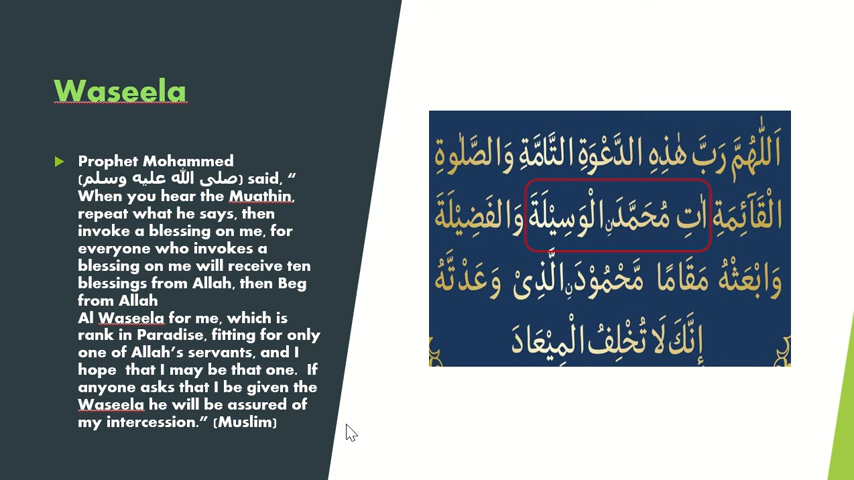 Waseela
Prophet Mohammed
(صلى الله عليه وسلم) said, “
When you hear the Muathin,
repeat what he says, then
invoke a blessing on me, for
everyone who invokes a
blessing on me will receive ten
blessings from Allah, then Beg
from Allah
Al Waseela for me, which is
rank in Paradise, fitting for only
one of Allah’s servants, and I
hope  that I may be that one.  If
anyone asks that I be given the
Waseela he will be assured of
my intercession.” (Muslim)
اَللّٰهُمَّ رَبَّ هٰذِهِ الدَّعْوَةِ التَّامَّةِ وَالصَّلٰوةِ
الْقَآئِمَةِ اٰتِ مُحَمَّدَنِ الْوَسِيْلَةَ وَالْفَضِيْلَةَ
وَابْعَثْهُ مَقَامًا مَّحْمُوْدَنِ الَّذِىْ وَعَدْتَّهُ
إِنَّكَ لَا تُخْلِفُ الْمِيْعَادَ